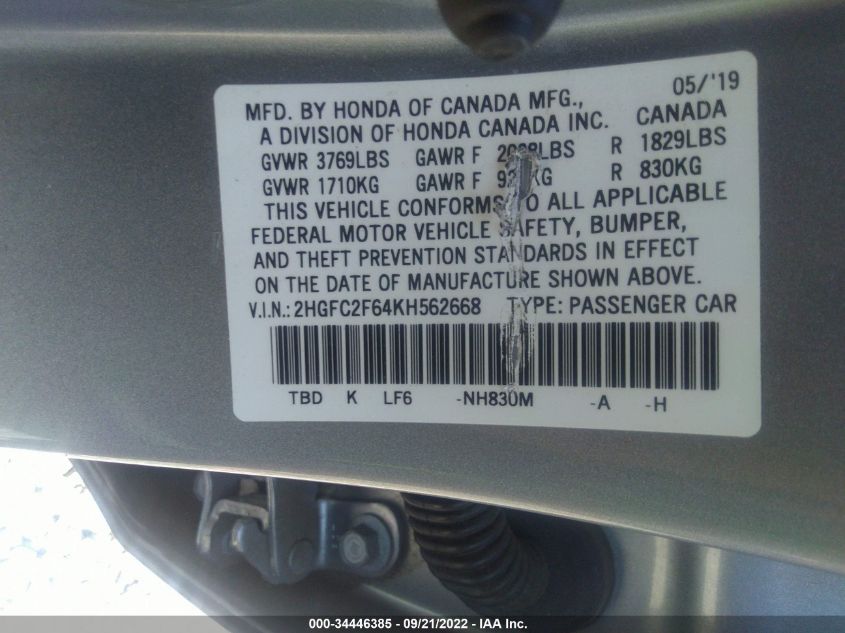 05/'19
MFD. BY HONDA OF CANADA MFG.,
A DIVISION OF HONDA CANADA INC. CANADA
GVWR 3769LBS GAWR F R 1829LBS
GVWR 1710KG GAWR F R 830KG
THIS VEHICLE CONFORMS TO ALL APPLICABLE
FEDERAL MOTOR VEHICLE SAFETY, BUMPER,
AND THEFT PREVENTION STANDARDS IN EFFECT
ON THE DATE OF MANUFACTURE SHOWN ABOVE.
V.I.N.: 2HGFC2F64KH562668 TYPE: PASSENGER CAR
TBD K LF6 -NH830M -A -H
000-34446385 - 09/21/2022 - IAA Inc.